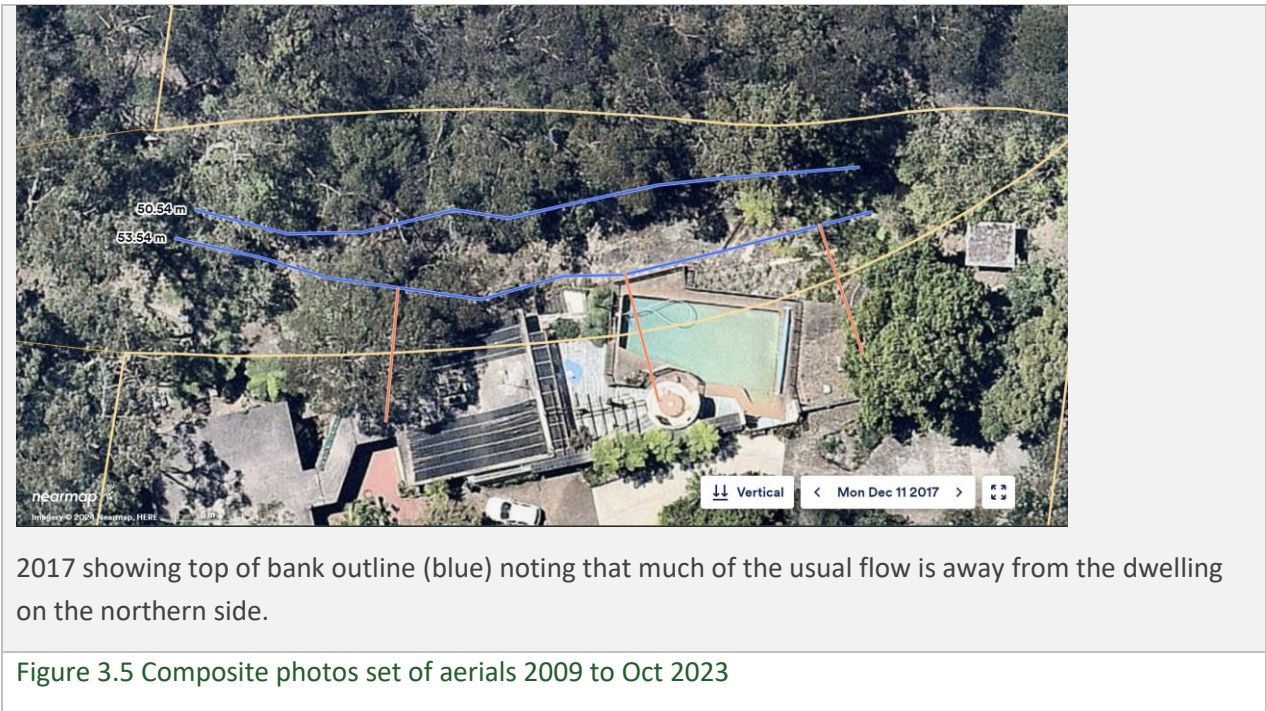 50.54 m
53.54 m
nearmap
Imagery © 2024 Nearmap, HERE
5 m
Vertical
Mon Dec 11 2017
2017 showing top of bank outline (blue) noting that much of the usual flow is away from the dwelling
on the northern side.
Figure 3.5 Composite photos set of aerials 2009 to Oct 2023